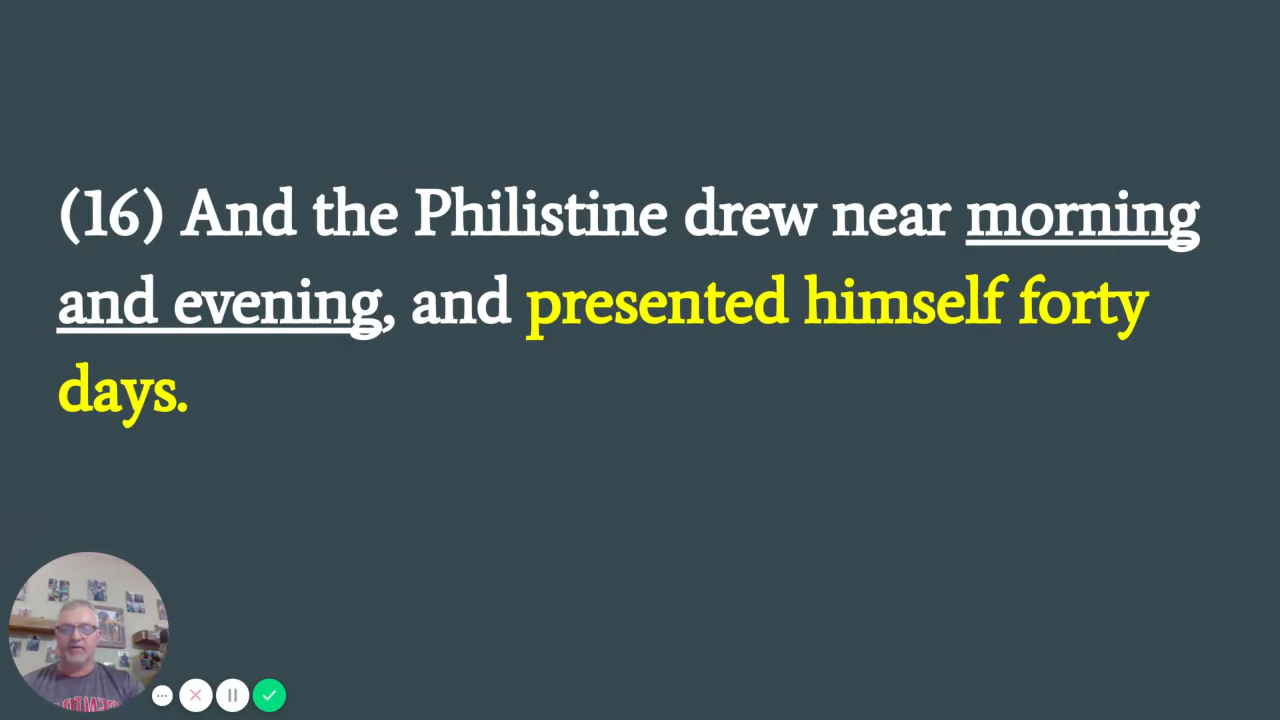 (16) And the Philistine drew near morning
and evening, and presented himself forty
days.